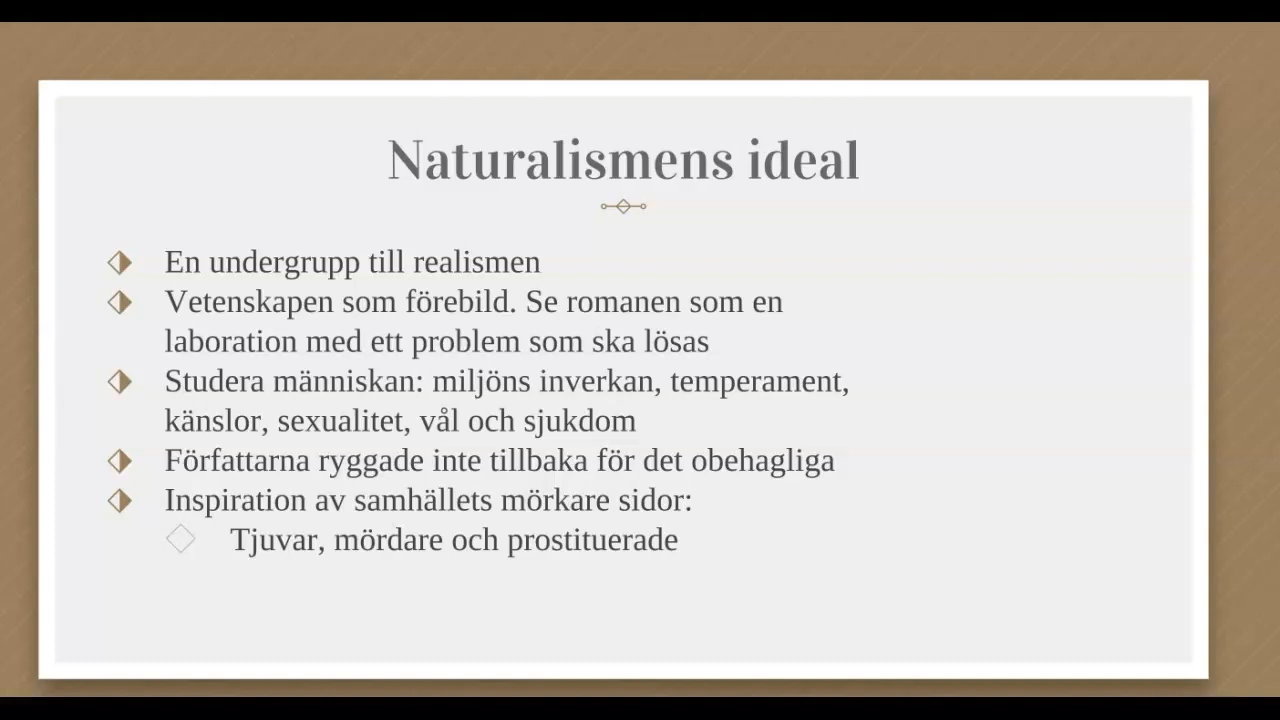 Naturalismens ideal
En undergrupp till realismen
Vetenskapen som förebild. Se romanen som en
laboration med ett problem som ska lösas
Studera människan: miljöns inverkan, temperament,
känslor, sexualitet, vål och sjukdom
Författarna ryggade inte tillbaka för det obehagliga
Inspiration av samhällets mörkare sidor:
Tjuvar, mördare och prostituerade